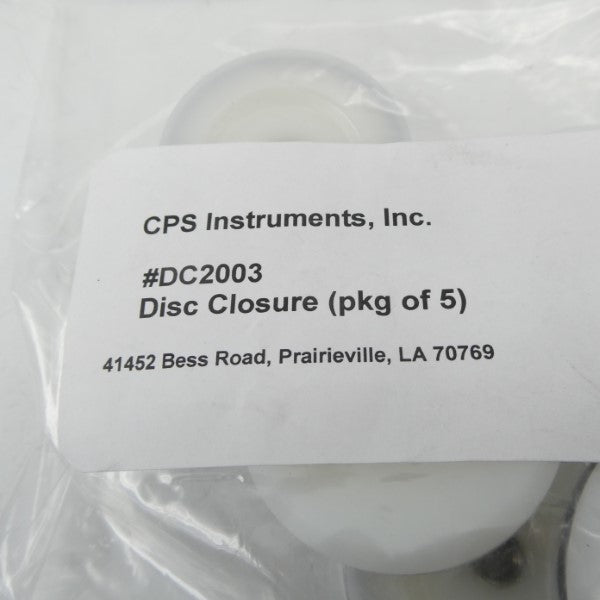 CPS Instruments, Inc.
#DC2003
Disc Closure (pkg of 5)
41452 Bess Road, Prairieville, LA 70769